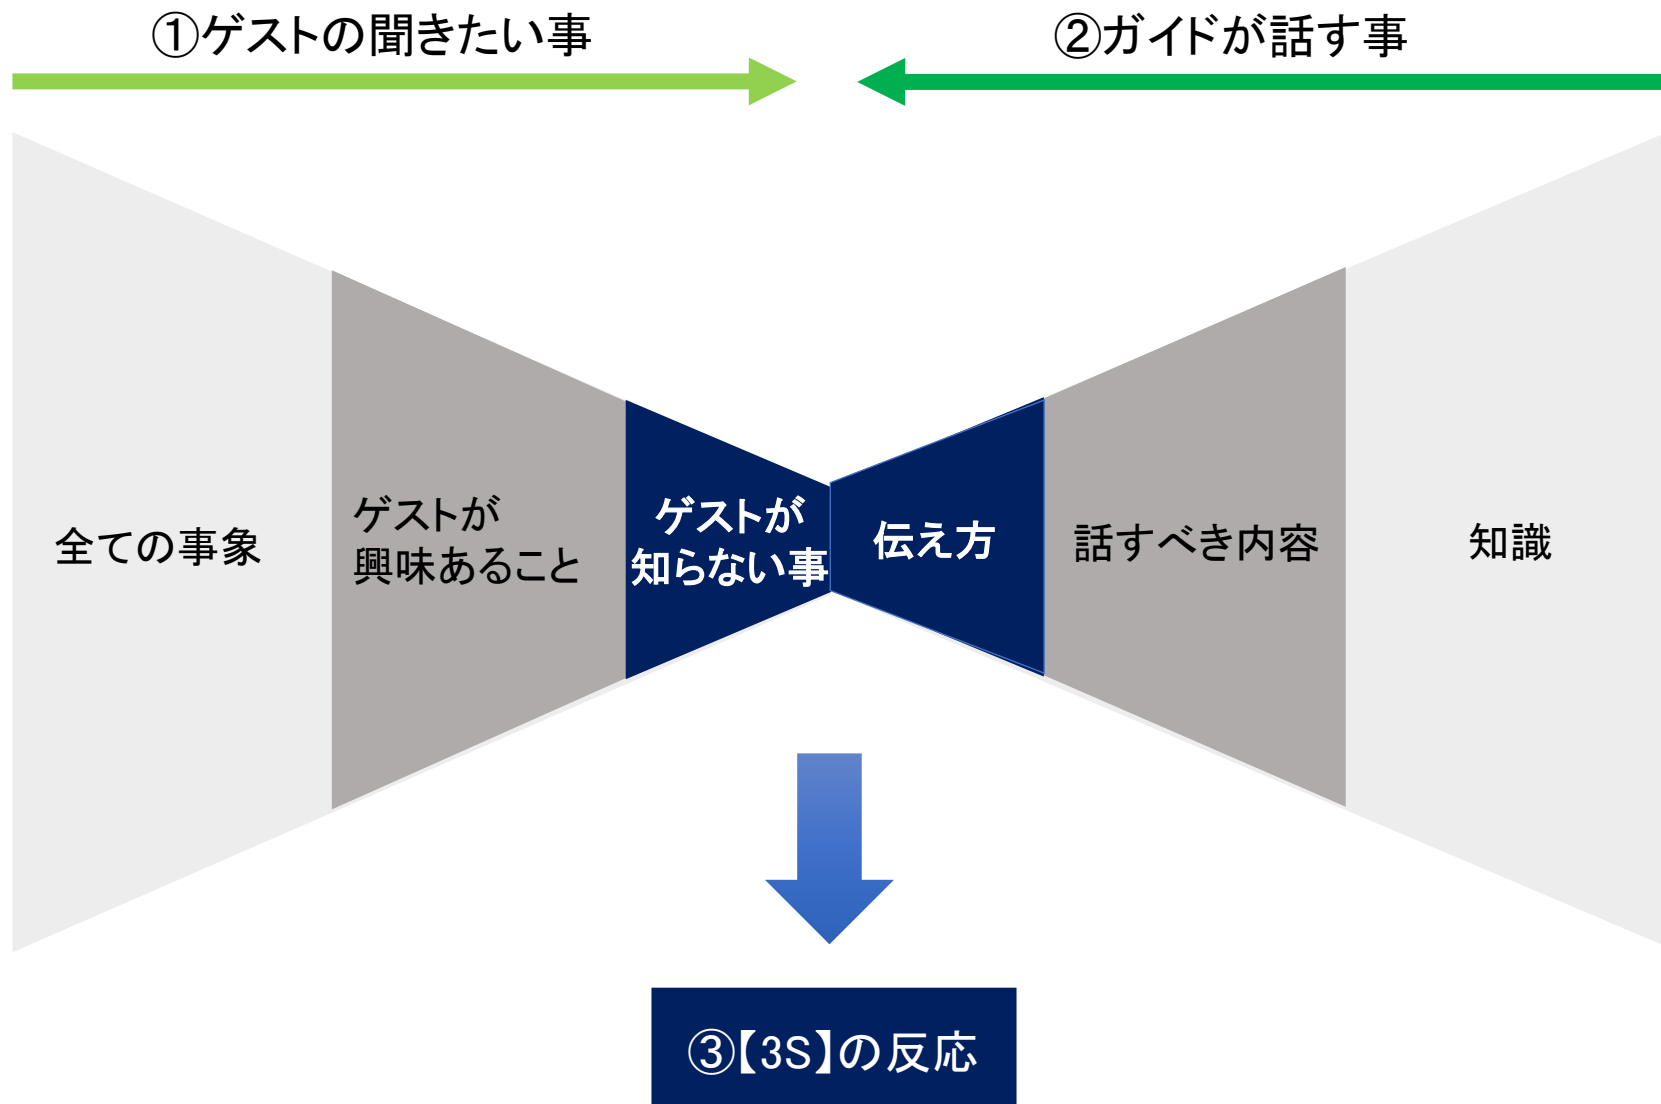 ①ゲストの聞きたい事
②ガイドが話す事
全ての事象
ゲストが
興味あること
ゲストが
知らない事
伝え方
話すべき内容
知識
③【3S】の反応